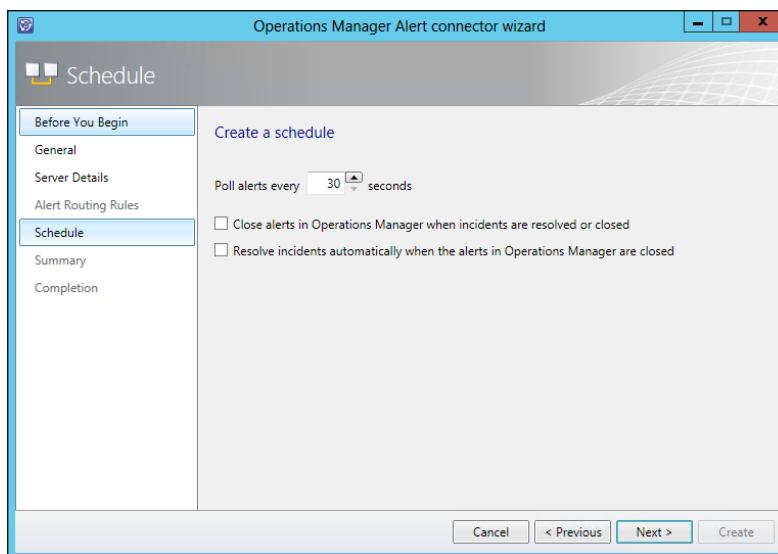 Operations Manager Alert connector wizard
Schedule
Before You Begin
General
Server Details
Alert Routing Rules
Schedule
Summary
Completion
Create a schedule
Poll alerts every 30 seconds
Close alerts in Operations Manager when incidents are resolved or closed
Resolve incidents automatically when the alerts in Operations Manager are closed
Cancel < Previous Next > Create